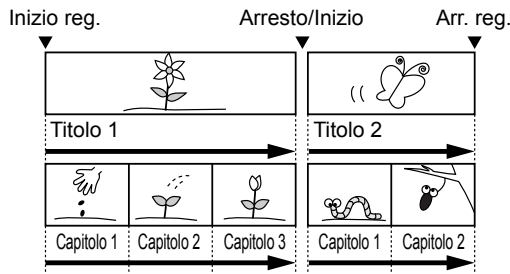 Inizio reg. Arresto/Inizio Arr. reg.
Titolo 1 Titolo 2
Capitolo 1 Capitolo 2 Capitolo 3 Capitolo 1 Capitolo 2